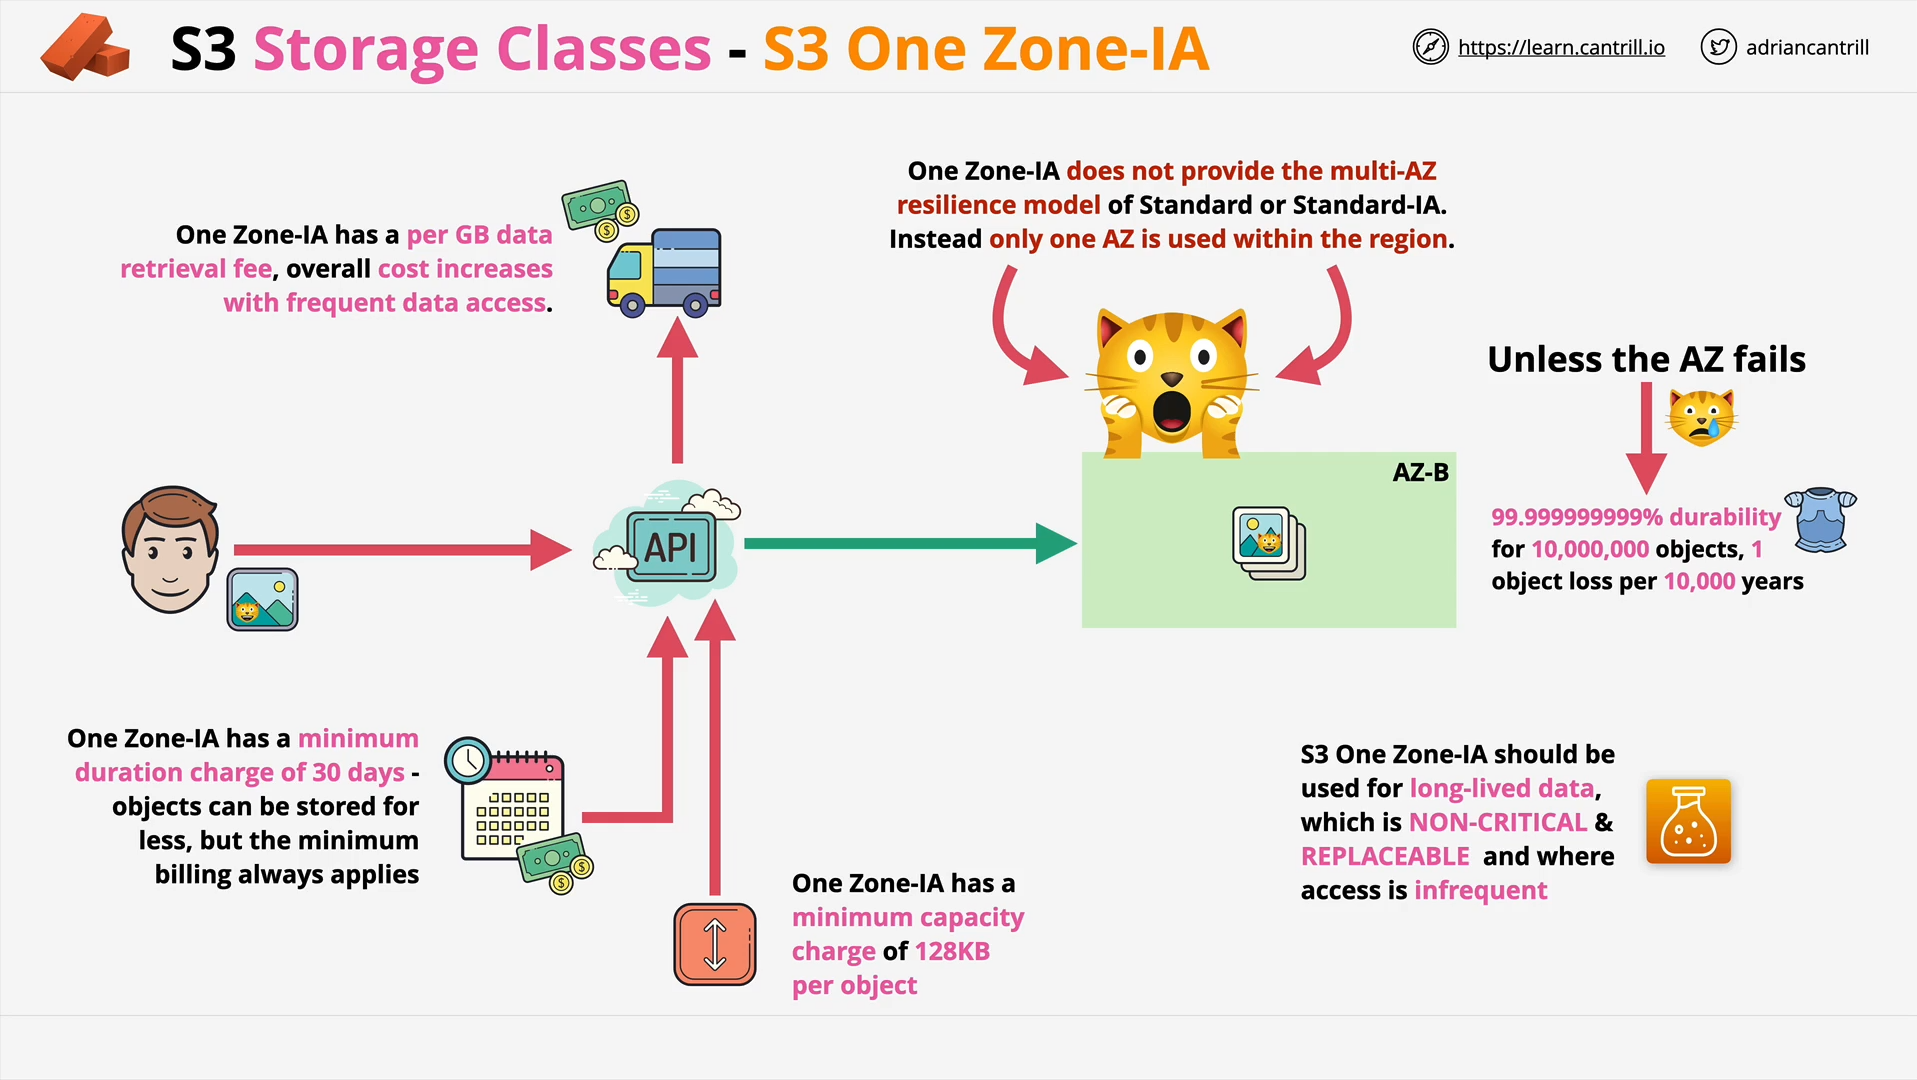 S3 Storage Classes - S3 One Zone-IA
https://learn.cantrill.io
adriancantrill
One Zone-IA has a per GB data
retrieval fee, overall cost increases
with frequent data access.
One Zone-IA does not provide the multi-AZ
resilience model of Standard or Standard-IA.
Instead only one AZ is used within the region.
Unless the AZ fails
99.999999999% durability
for 10,000,000 objects, 1
object loss per 10,000 years
AZ-B
API
One Zone-IA has a minimum
duration charge of 30 days -
objects can be stored for
less, but the minimum
billing always applies
One Zone-IA has a
minimum capacity
charge of 128KB
per object
S3 One Zone-IA should be
used for long-lived data,
which is NON-CRITICAL &
REPLACEABLE and where
access is infrequent